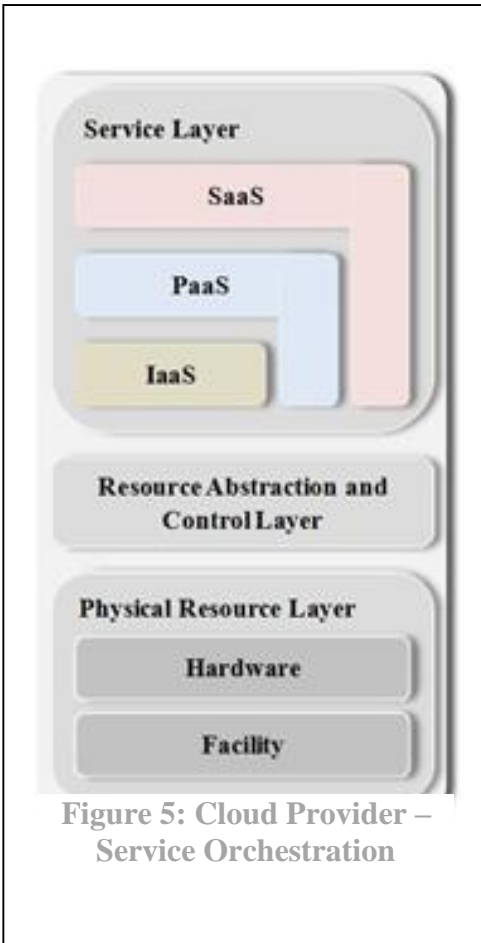 Service Layer
SaaS
PaaS
IaaS
Resource Abstraction and
Control Layer
Physical Resource Layer
Hardware
Facility
Figure 5: Cloud Provider –
Service Orchestration